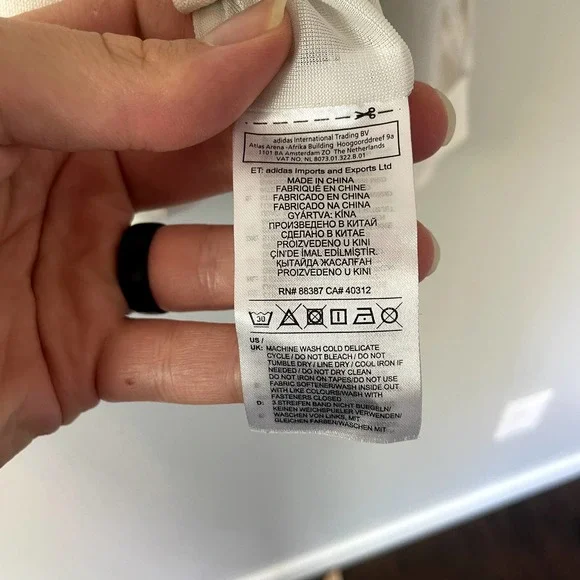 adidas International Trading BV
Atlas Arena -Afrika Building Hoogoorddreef 9a
1101 BA Amsterdam ZO The Netherlands
VAT NO. NL 8073.01.322.B.01
ET: adidas Imports and Exports Ltd
MADE IN CHINA
FABRIQUÉ EN CHINE
FABRICADO EN CHINA
FABRICADO NA CHINA
GYÁRTVA: KÍNA
ПРОИЗВЕДЕНО В КИТАЙ
СДЕЛАНО В КИТАЕ
PROIZVEDENO U KINI
ÇİN'DE İMAL EDİLMİŞTİR.
ҚЫТАЙДА ЖАСАЛҒАН
PROIZVEDENO U KINI
RN# 88387 CA# 40312
30
US /
UK: MACHINE WASH COLD DELICATE
CYCLE / DO NOT BLEACH / DO NOT
TUMBLE DRY / LINE DRY / COOL IRON IF
NEEDED / DO NOT DRY CLEAN
DO NOT IRON ON TAPES/DO NOT USE
FABRIC SOFTENER/WASH INSIDE OUT
WITH LIKE COLOURS/WASH WITH
FASTENERS CLOSED
D: 3 STREIFEN BAND NICHT BUEGELN/
KEINEN WEICHSPUELER VERWENDEN/
WASCHEN VON LINKS, MIT
GLEICHEN FARBEN/WASCHEN MIT